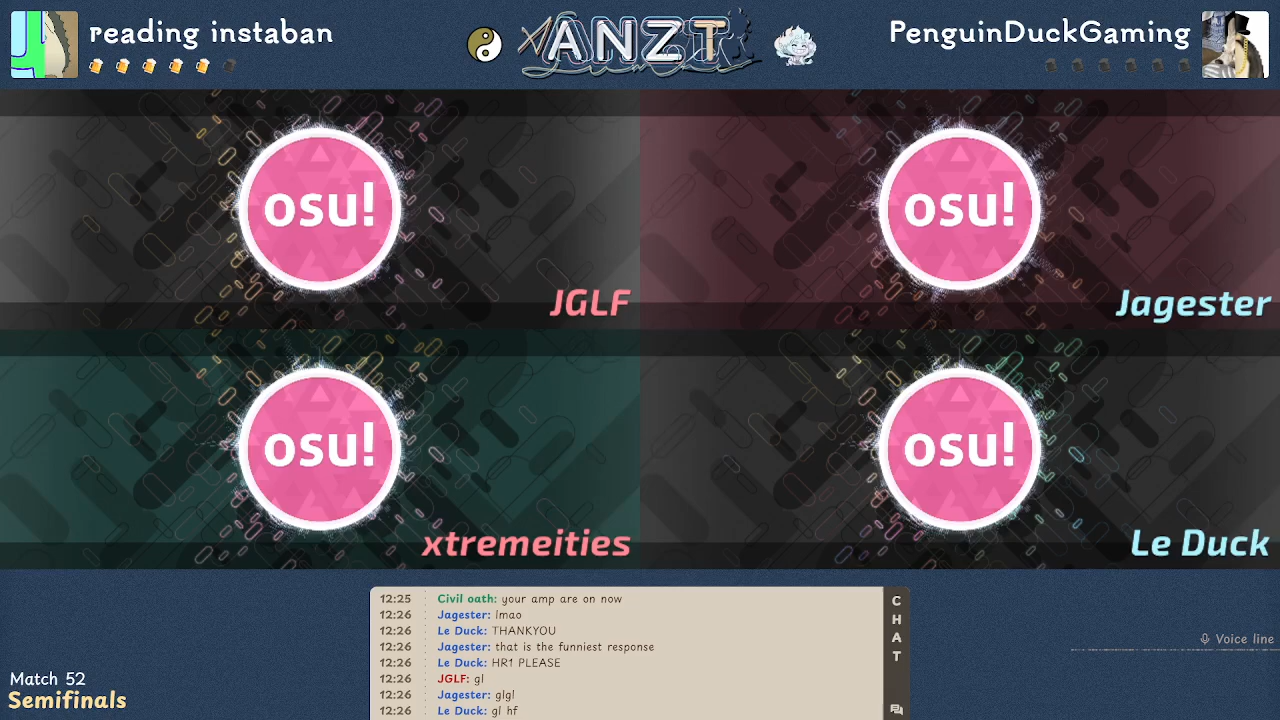 reading instaban
ANZT
PenguinDuckGaming
osu!
JGLF
osu!
Jagester
osu!
xtremeities
osu!
Le Duck
12:25 Civil oath: your amp are on now
12:26 Jagester: lmao
12:26 Le Duck: THANKYOU
12:26 Jagester: that is the funniest response
12:26 Le Duck: HR1 PLEASE
12:26 JGLF: gl
12:26 Jagester: glgl
12:26 Le Duck: gl hf
CHAT
Voice line
Match 52
Semifinals